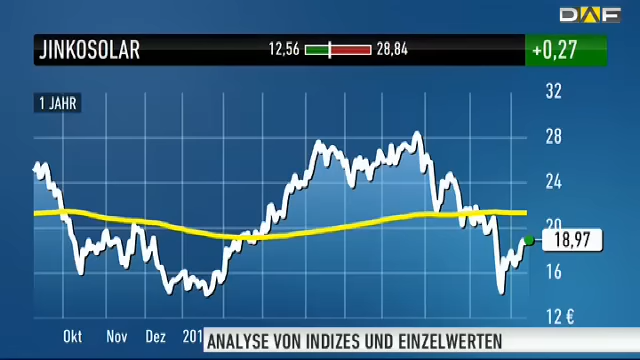 DAF
JINKOSOLAR
12,56
28,84
+0,27
1 JAHR
32
28
24
20
18,97
16
12 €
Okt Nov Dez 201
ANALYSE VON INDIZES UND EINZELWERTEN